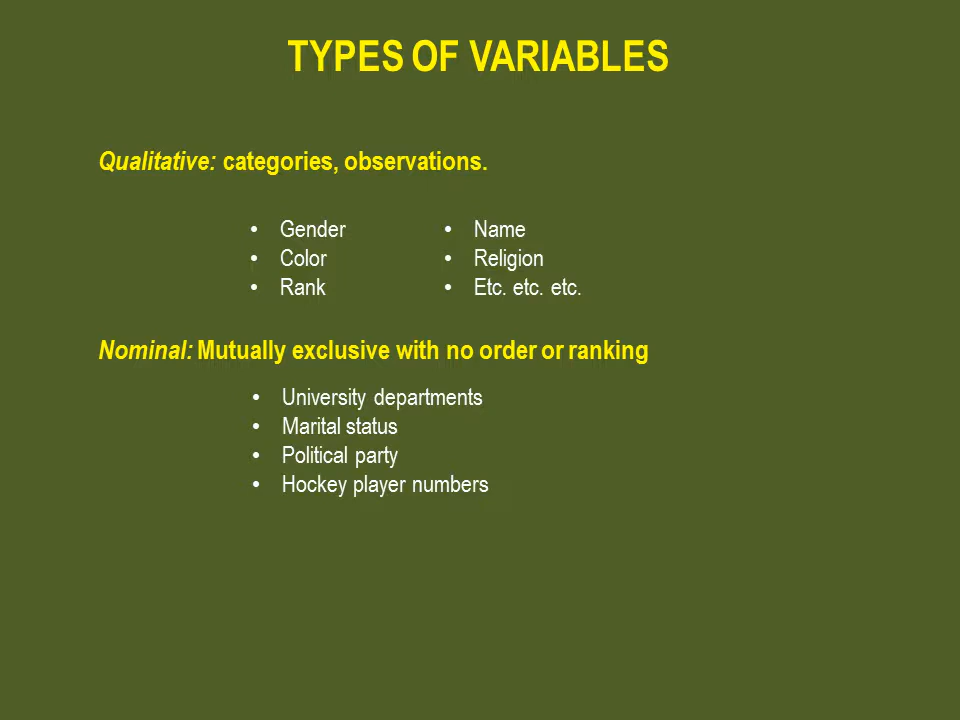 TYPES OF VARIABLES
Qualitative: categories, observations.
• Gender
• Color
• Rank
• Name
• Religion
• Etc. etc. etc.
Nominal: Mutually exclusive with no order or ranking
• University departments
• Marital status
• Political party
• Hockey player numbers